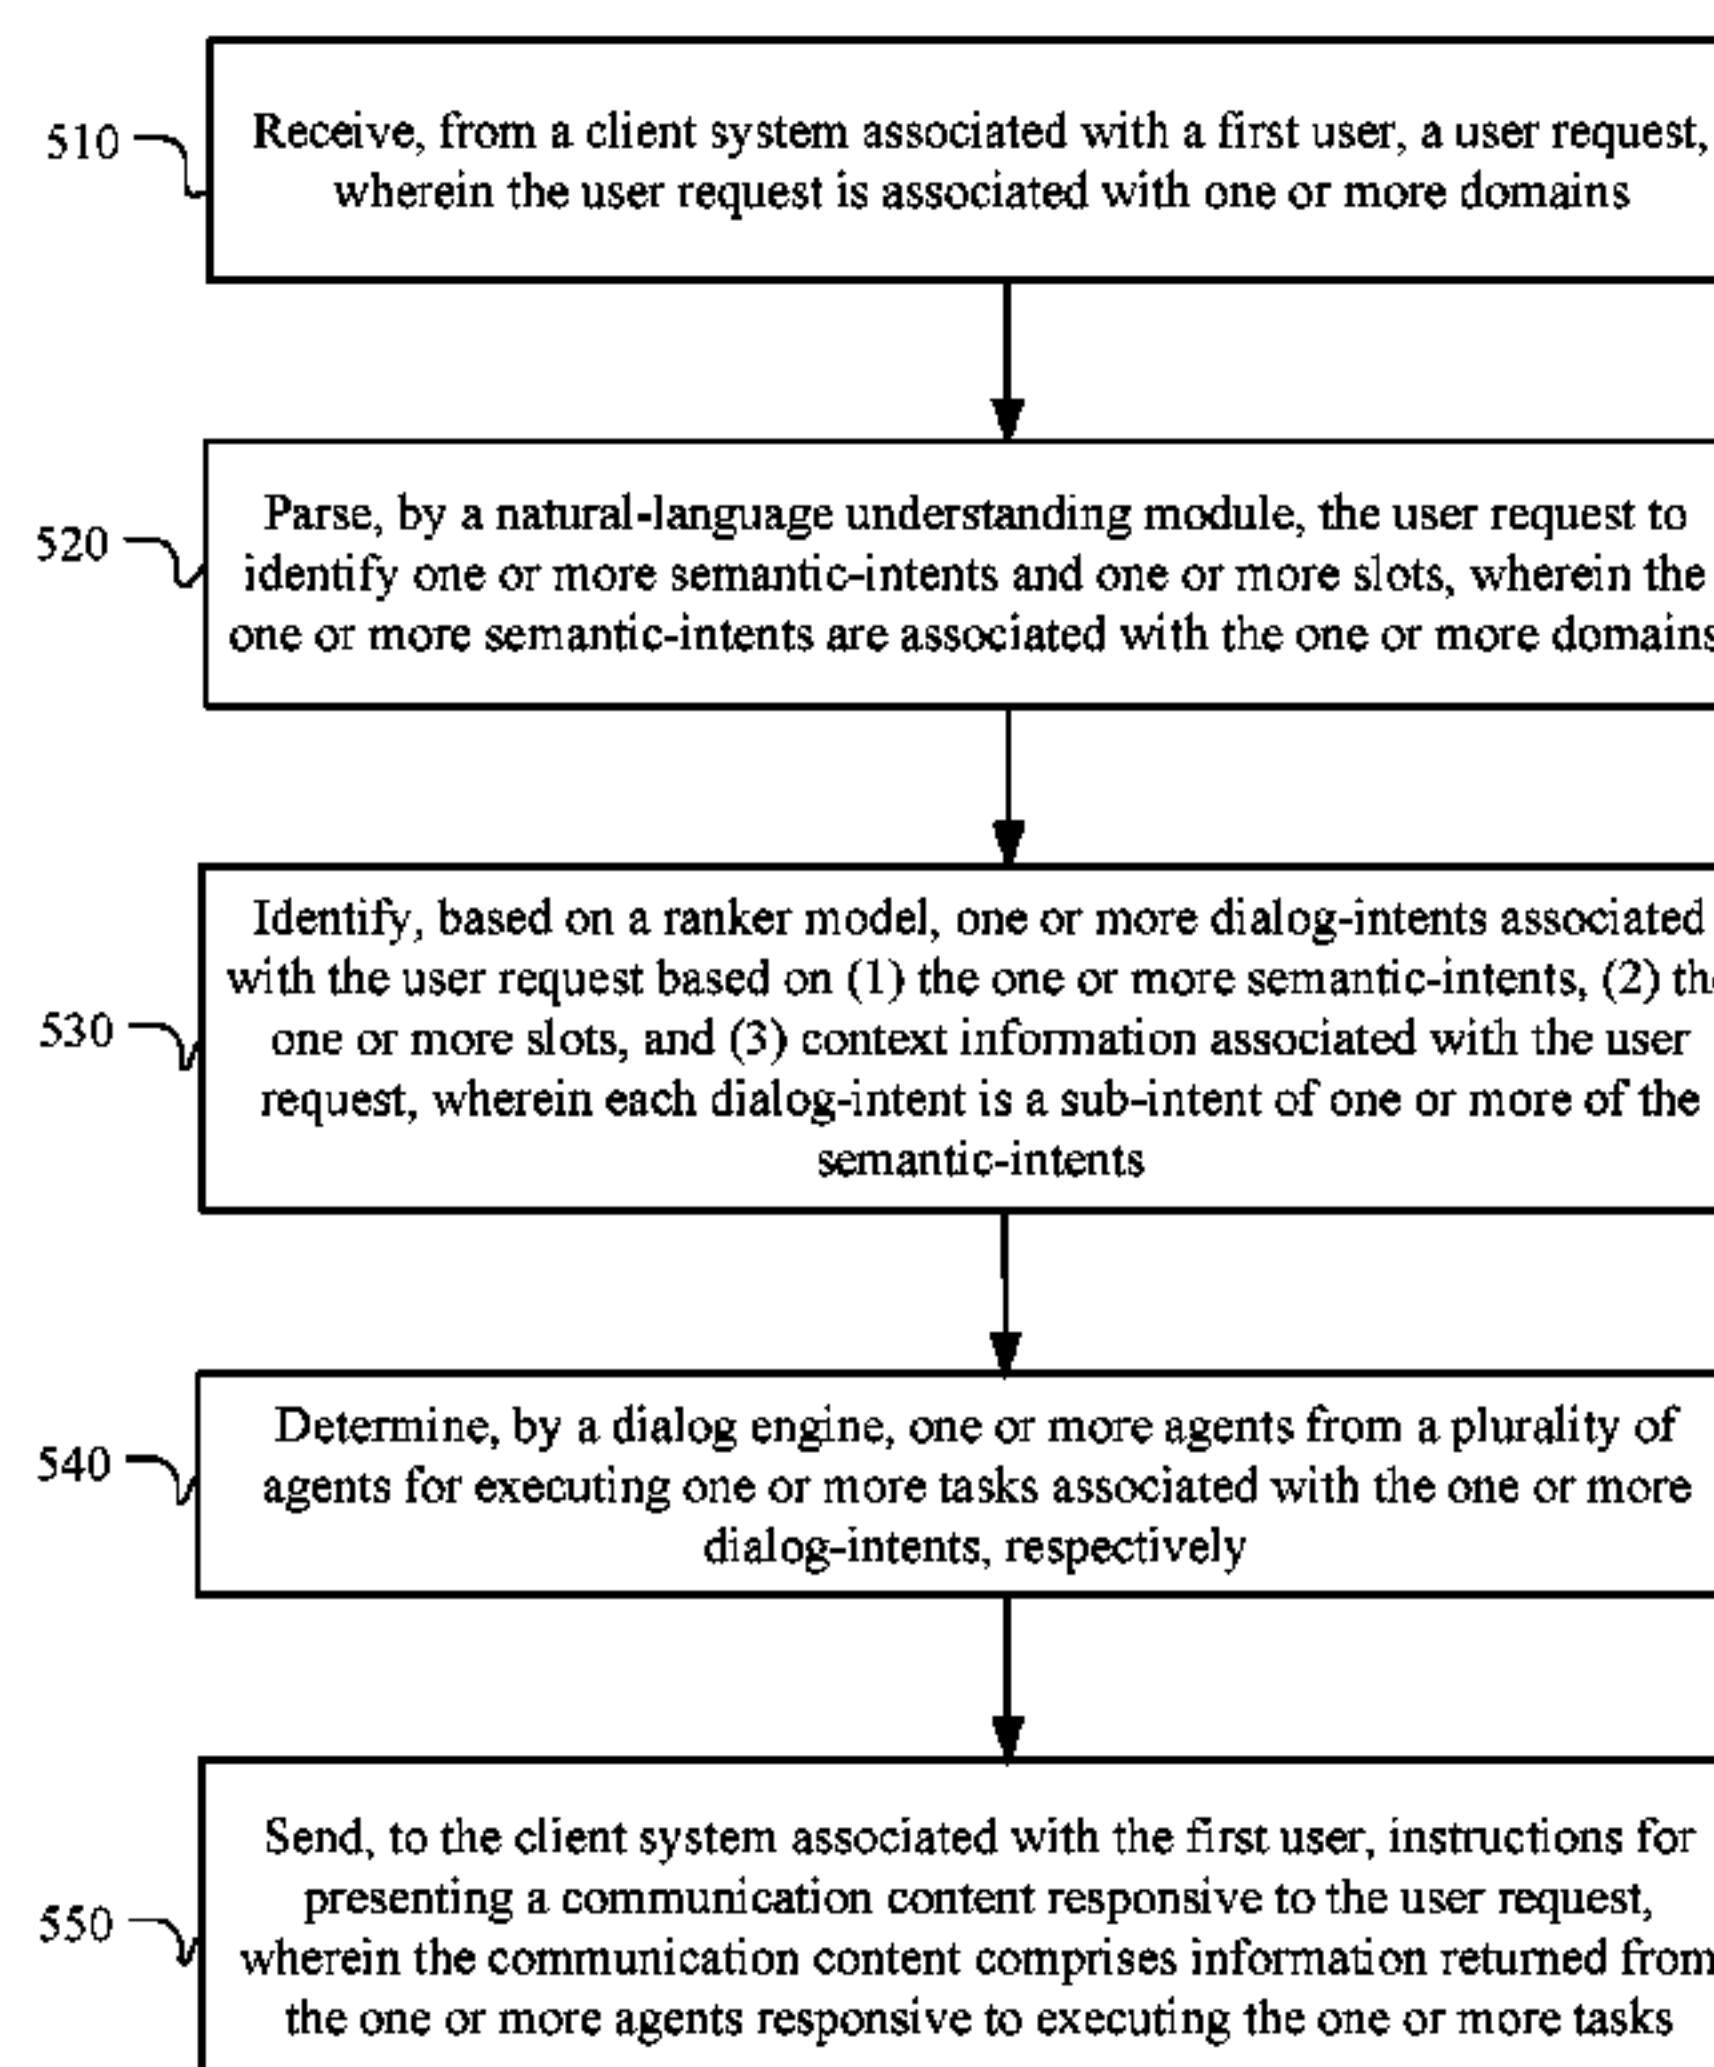 510
Receive, from a client system associated with a first user, a user request,
wherein the user request is associated with one or more domains
520
Parse, by a natural-language understanding module, the user request to
identify one or more semantic-intents and one or more slots, wherein the
one or more semantic-intents are associated with the one or more domains
530
Identify, based on a ranker model, one or more dialog-intents associated
with the user request based on (1) the one or more semantic-intents, (2) the
one or more slots, and (3) context information associated with the user
request, wherein each dialog-intent is a sub-intent of one or more of the
semantic-intents
540
Determine, by a dialog engine, one or more agents from a plurality of
agents for executing one or more tasks associated with the one or more
dialog-intents, respectively
550
Send, to the client system associated with the first user, instructions for
presenting a communication content responsive to the user request,
wherein the communication content comprises information returned from
the one or more agents responsive to executing the one or more tasks